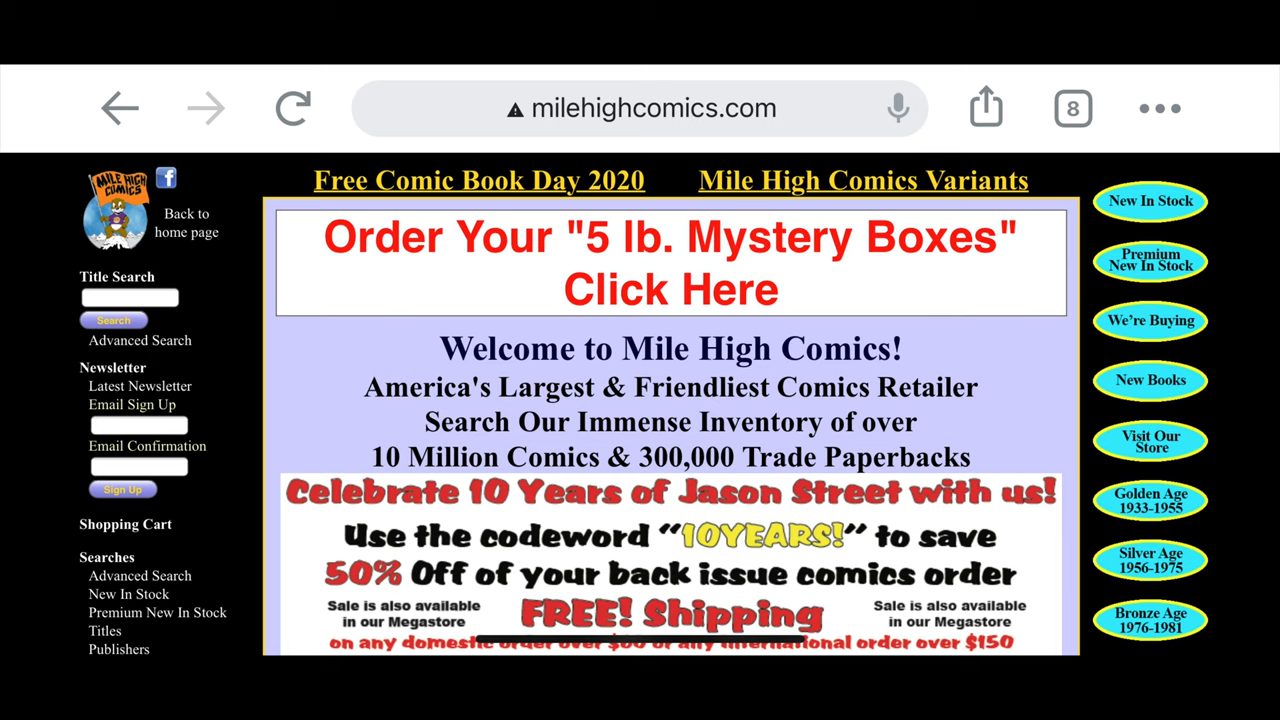 milehighcomics.com
8
MILE HIGH COMICS
Back to
home page
Title Search
Search
Advanced Search
Newsletter
Latest Newsletter
Email Sign Up
Email Confirmation
Sign Up
Shopping Cart
Searches
Advanced Search
New In Stock
Premium New In Stock
Titles
Publishers
Free Comic Book Day 2020
Mile High Comics Variants
Order Your "5 lb. Mystery Boxes"
Click Here
Welcome to Mile High Comics!
America's Largest & Friendliest Comics Retailer
Search Our Immense Inventory of over
10 Million Comics & 300,000 Trade Paperbacks
Celebrate 10 Years of Jason Street with us!
Use the codeword "10YEARS!" to save
50% Off of your back issue comics order
Sale is also available
in our Megastore
FREE! Shipping
Sale is also available
in our Megastore
on any domestic order over $60 or any international order over $150
New In Stock
Premium
New In Stock
We're Buying
New Books
Visit Our
Store
Golden Age
1933-1955
Silver Age
1956-1975
Bronze Age
1976-1981